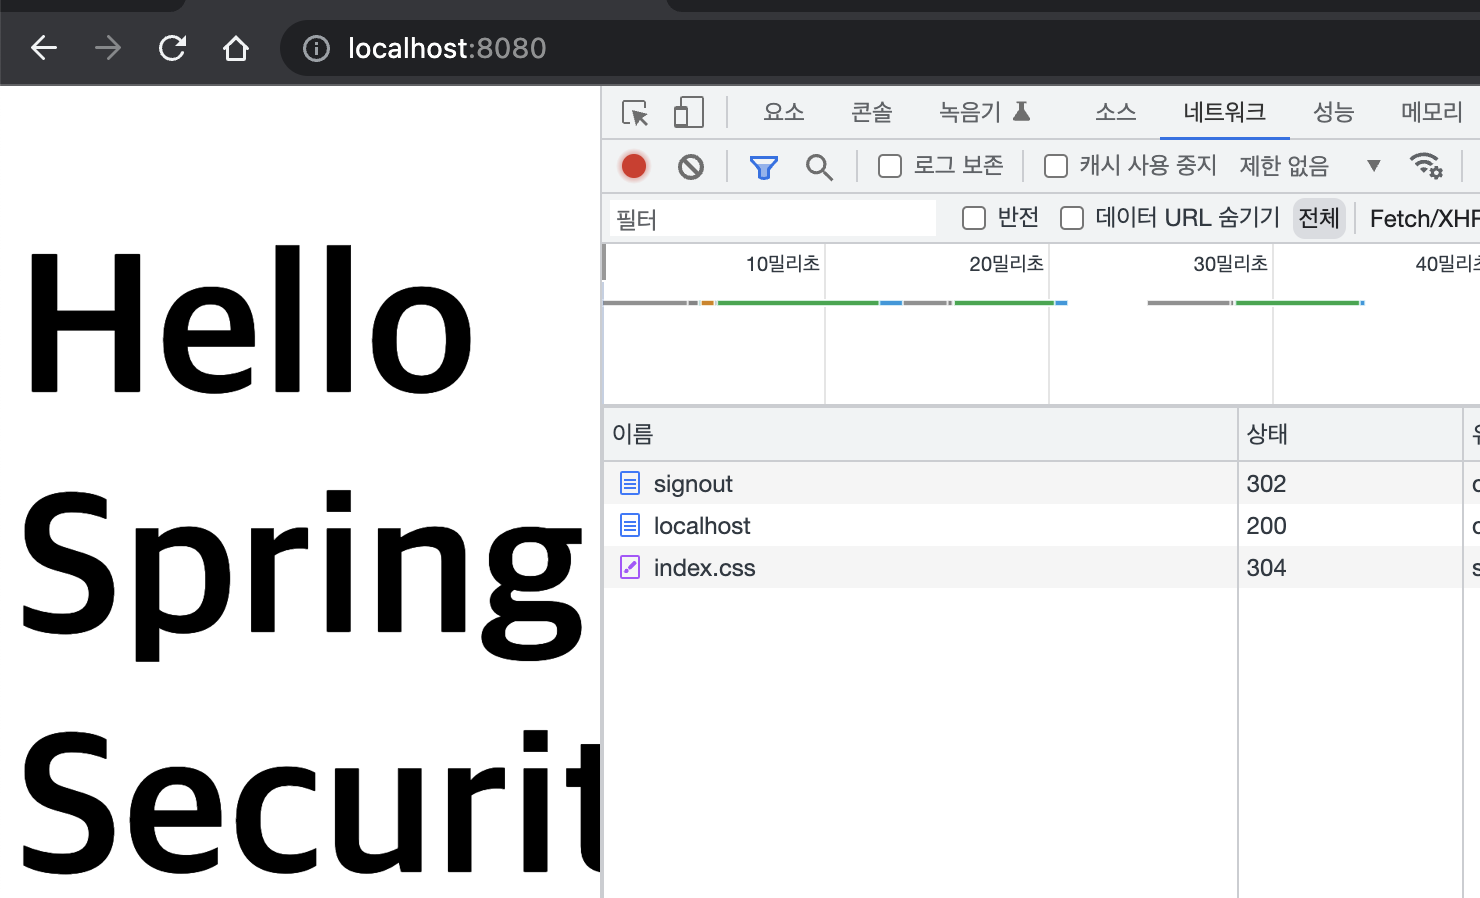 localhost:8080
요소 콘솔 녹음기 소스 네트워크 성능 메모리
로그 보존 캐시 사용 중지 제한 없음
필터 반전 데이터 URL 숨기기 전체 Fetch/XHR
10밀리초 20밀리초 30밀리초 40밀리초
Hello
Spring
Securit
이름 상태
signout 302
localhost 200
index.css 304